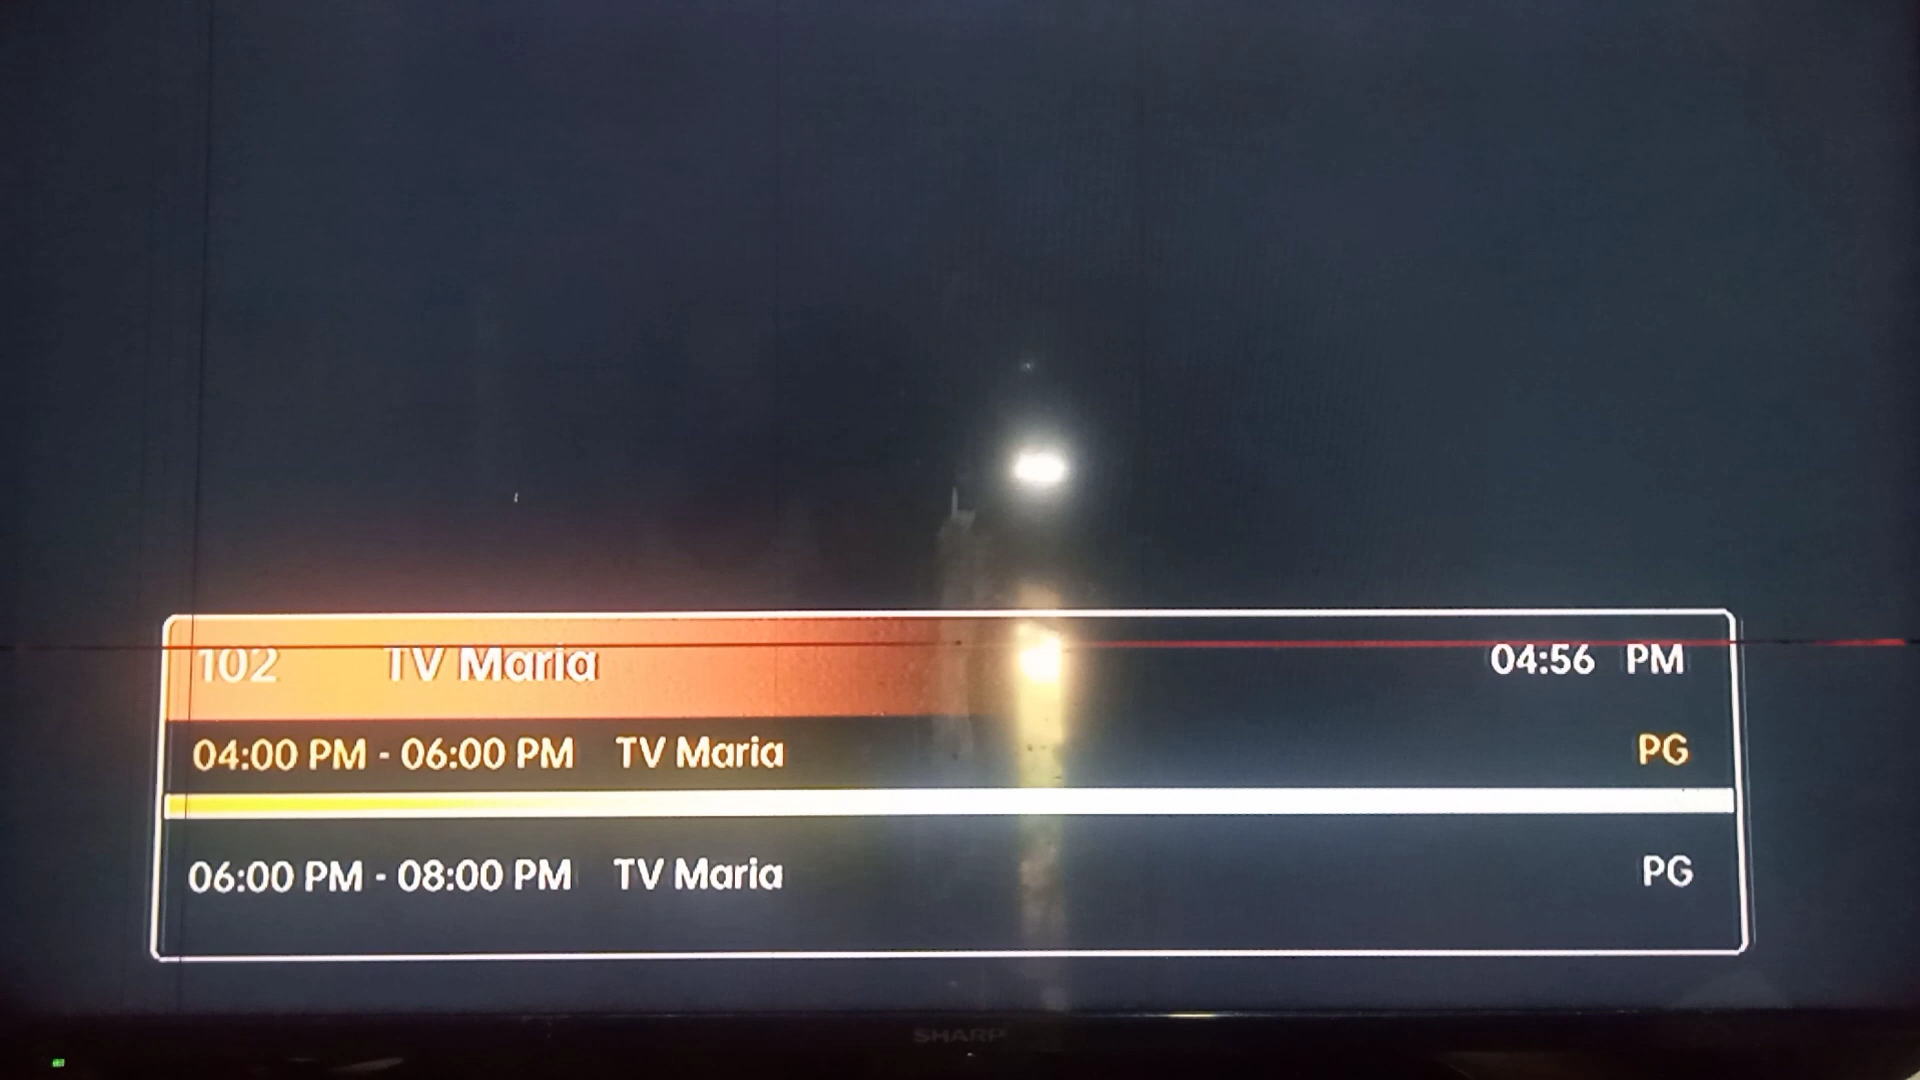 102 TV Maria 04:56 PM
04:00 PM - 06:00 PM TV Maria PG
06:00 PM - 08:00 PM TV Maria PG
SHARP